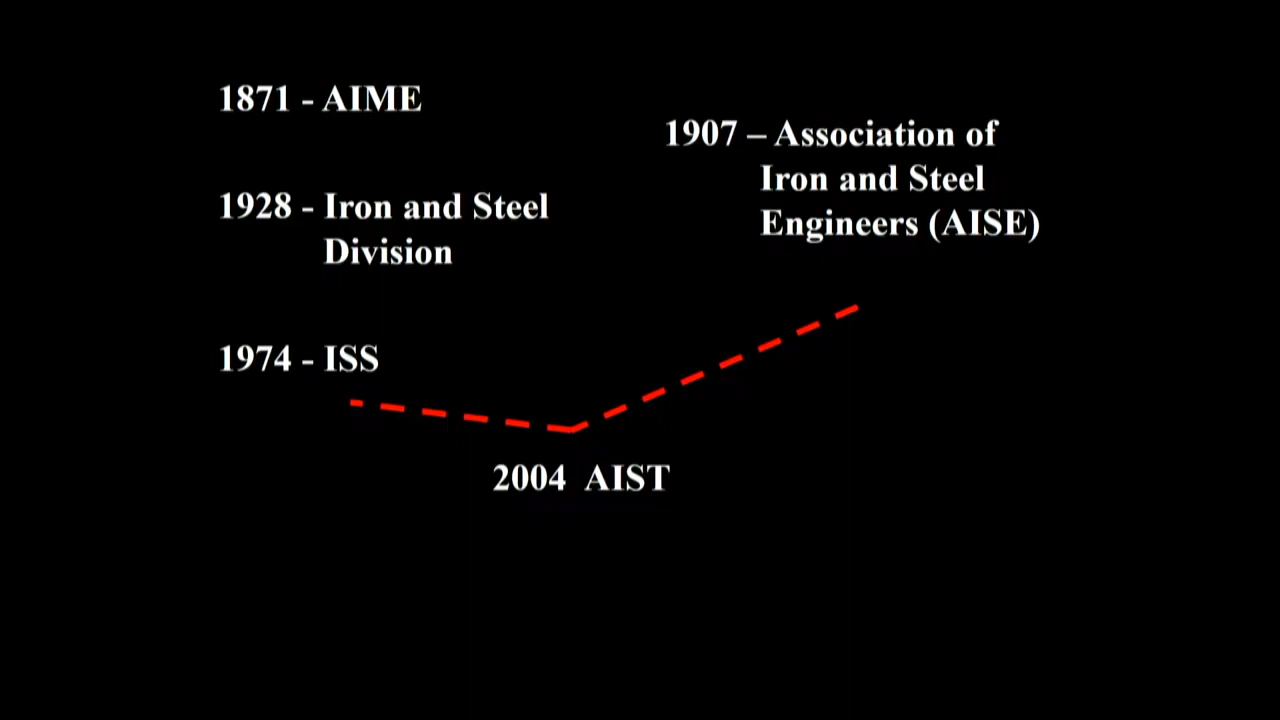 1871 - AIME
1928 - Iron and Steel
Division
1974 - ISS
1907 – Association of
Iron and Steel
Engineers (AISE)
2004  AIST